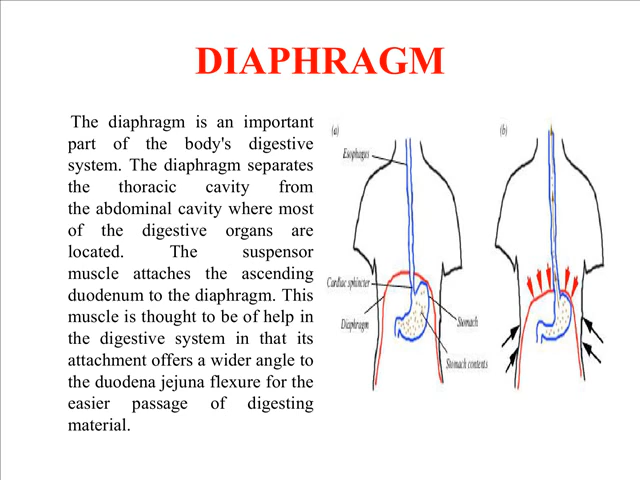 DIAPHRAGM
The diaphragm is an important
part of the body's digestive
system. The diaphragm separates
the thoracic cavity from
the abdominal cavity where most
of the digestive organs are
located. The suspensor
muscle attaches the ascending
duodenum to the diaphragm. This
muscle is thought to be of help in
the digestive system in that its
attachment offers a wider angle to
the duodena jejuna flexure for the
easier passage of digesting
material.
(a)
(b)
Esophagus
Cardiac sphincter
Diaphragm
Stomach
Stomach contents